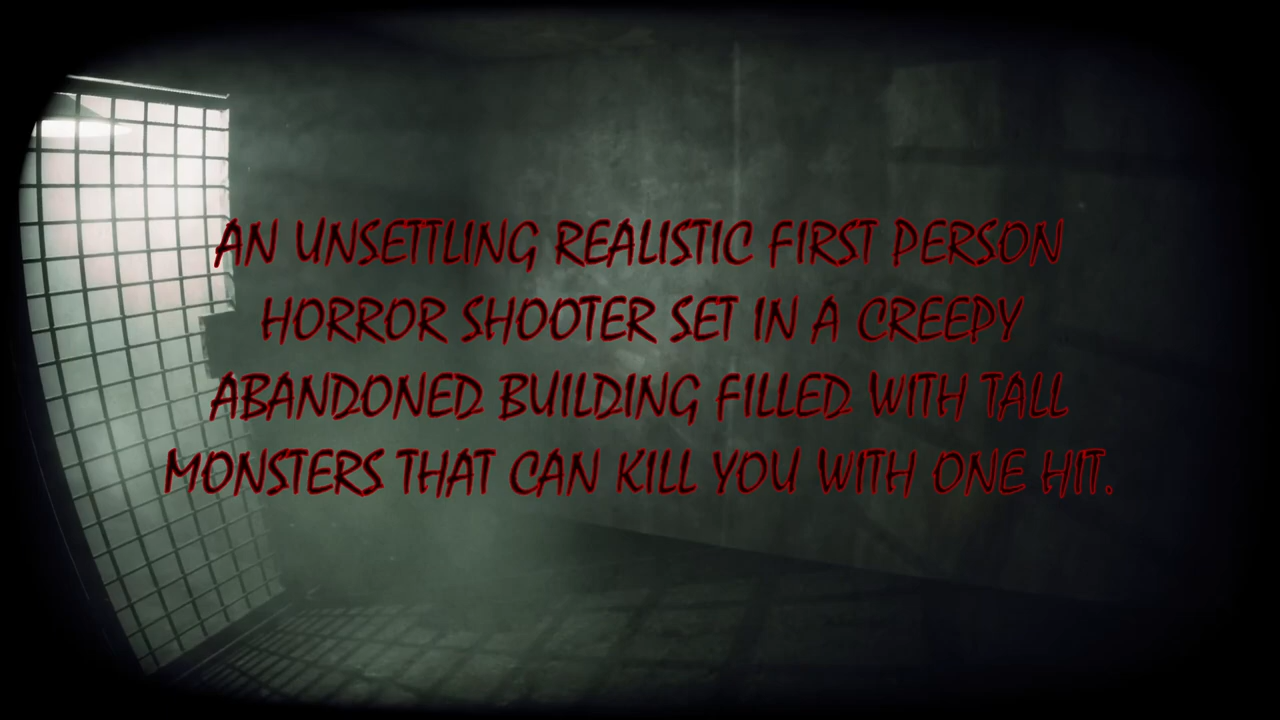 AN UNSETTLING REALISTIC FIRST PERSON
HORROR SHOOTER SET IN A CREEPY
ABANDONED BUILDING FILLED WITH TALL
MONSTERS THAT CAN KILL YOU WITH ONE HIT.